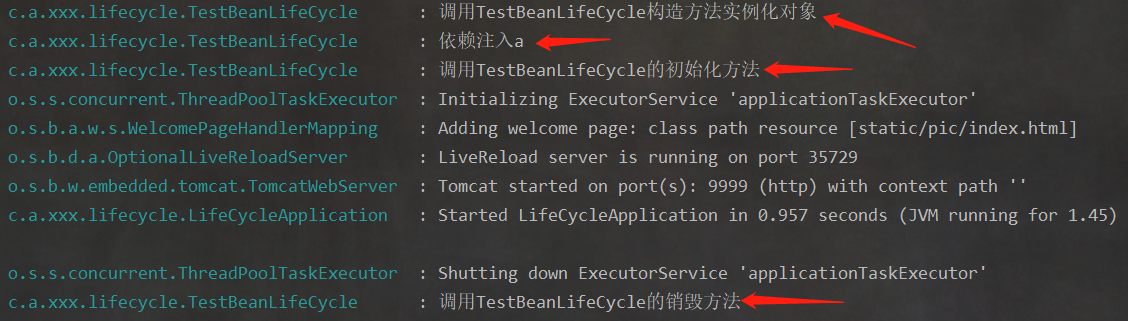 c.a.xxx.lifecycle.TestBeanLifeCycle : 调用TestBeanLifeCycle构造方法实例化对象
c.a.xxx.lifecycle.TestBeanLifeCycle : 依赖注入a
c.a.xxx.lifecycle.TestBeanLifeCycle : 调用TestBeanLifeCycle的初始化方法
o.s.s.concurrent.ThreadPoolTaskExecutor : Initializing ExecutorService 'applicationTaskExecutor'
o.s.b.a.w.s.WelcomePageHandlerMapping : Adding welcome page: class path resource [static/pic/index.html]
o.s.b.d.a.OptionalLiveReloadServer : LiveReload server is running on port 35729
o.s.b.w.embedded.tomcat.TomcatWebServer : Tomcat started on port(s): 9999 (http) with context path ''
c.a.xxx.lifecycle.LifeCycleApplication : Started LifeCycleApplication in 0.957 seconds (JVM running for 1.45)
o.s.s.concurrent.ThreadPoolTaskExecutor : Shutting down ExecutorService 'applicationTaskExecutor'
c.a.xxx.lifecycle.TestBeanLifeCycle : 调用TestBeanLifeCycle的销毁方法